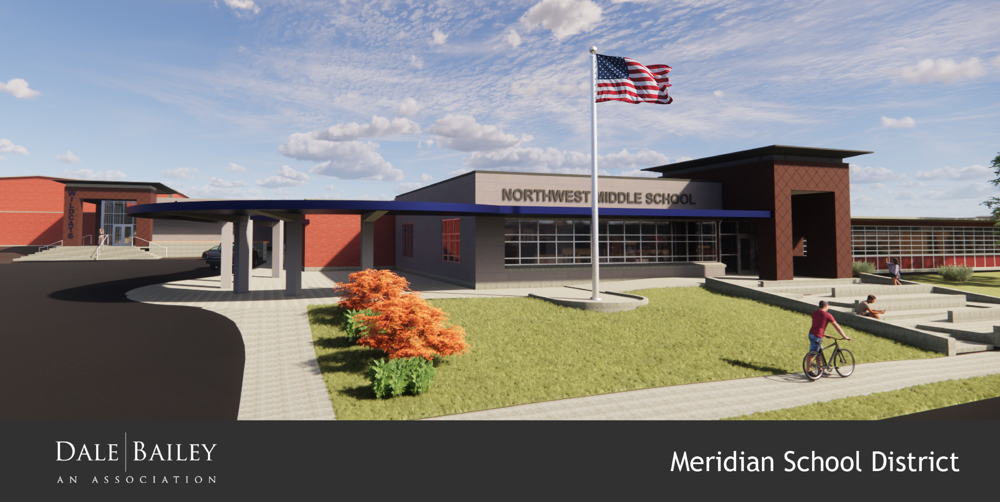 WILDCATS
NORTHWEST MIDDLE SCHOOL
DALE | BAILEY
AN ASSOCIATION
Meridian School District